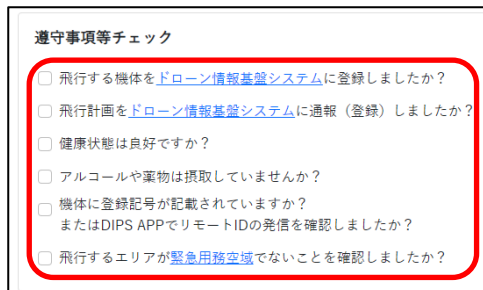 遵守事項等チェック
飛行する機体をドローン情報基盤システムに登録しましたか？
飛行計画をドローン情報基盤システムに通報（登録）しましたか？
健康状態は良好ですか？
アルコールや薬物は摂取していませんか？
機体に登録記号が記載されていますか？
またはDIPS APPでリモートIDの発信を確認しましたか？
飛行するエリアが緊急用務空域でないことを確認しましたか？